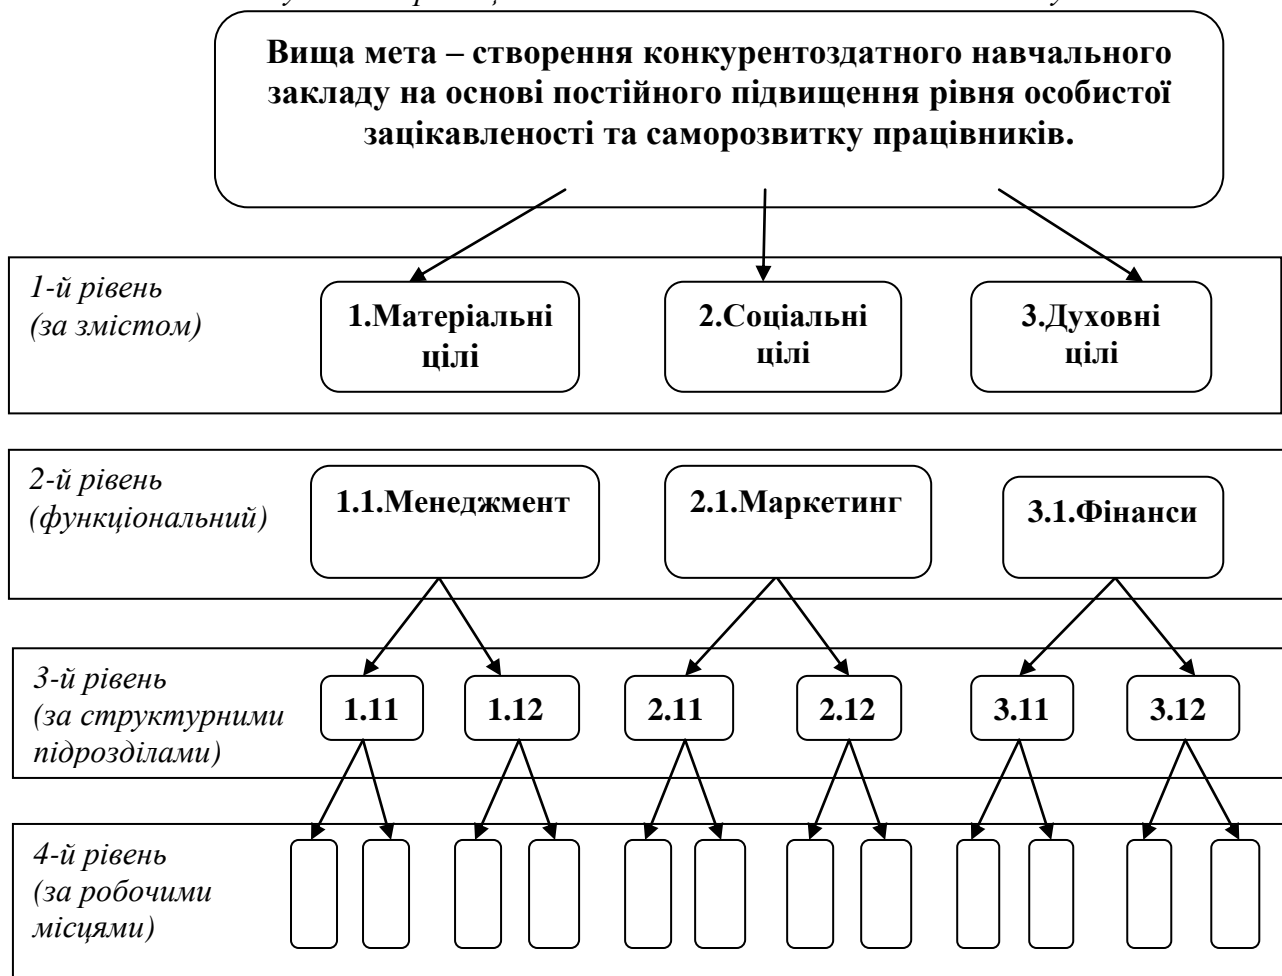 Вища мета – створення конкурентоздатного навчального
закладу на основі постійного підвищення рівня особистої
зацікавленості та саморозвитку працівників.
1-й рівень
(за змістом)
1.Матеріальні
цілі
2.Соціальні
цілі
3.Духовні
цілі
2-й рівень
(функціональний)
1.1.Менеджмент
2.1.Маркетинг
3.1.Фінанси
3-й рівень
(за структурними
підрозділами)
1.11
1.12
2.11
2.12
3.11
3.12
4-й рівень
(за робочими
місцями)